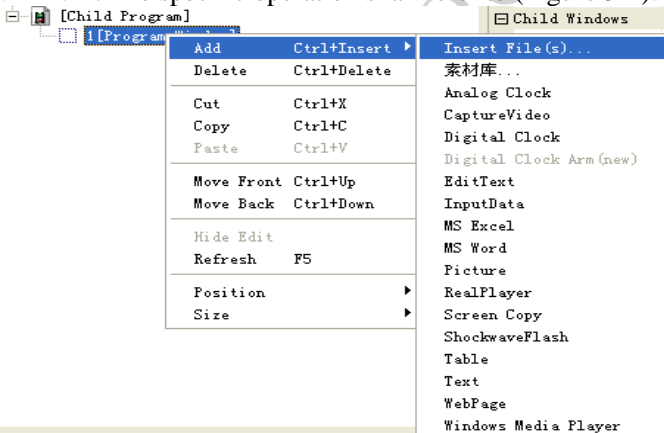 [Child Program]
Child Windows
1[Program Window]
Add Ctrl+Insert
Delete Ctrl+Delete
Cut Ctrl+X
Copy Ctrl+C
Paste Ctrl+V
Move Front Ctrl+Up
Move Back Ctrl+Down
Hide Edit
Refresh F5
Position
Size
Insert File(s)...
素材库...
Analog Clock
CaptureVideo
Digital Clock
Digital Clock Arm(new)
EditText
InputData
MS Excel
MS Word
Picture
RealPlayer
Screen Copy
ShockwaveFlash
Table
Text
WebPage
Windows Media Player